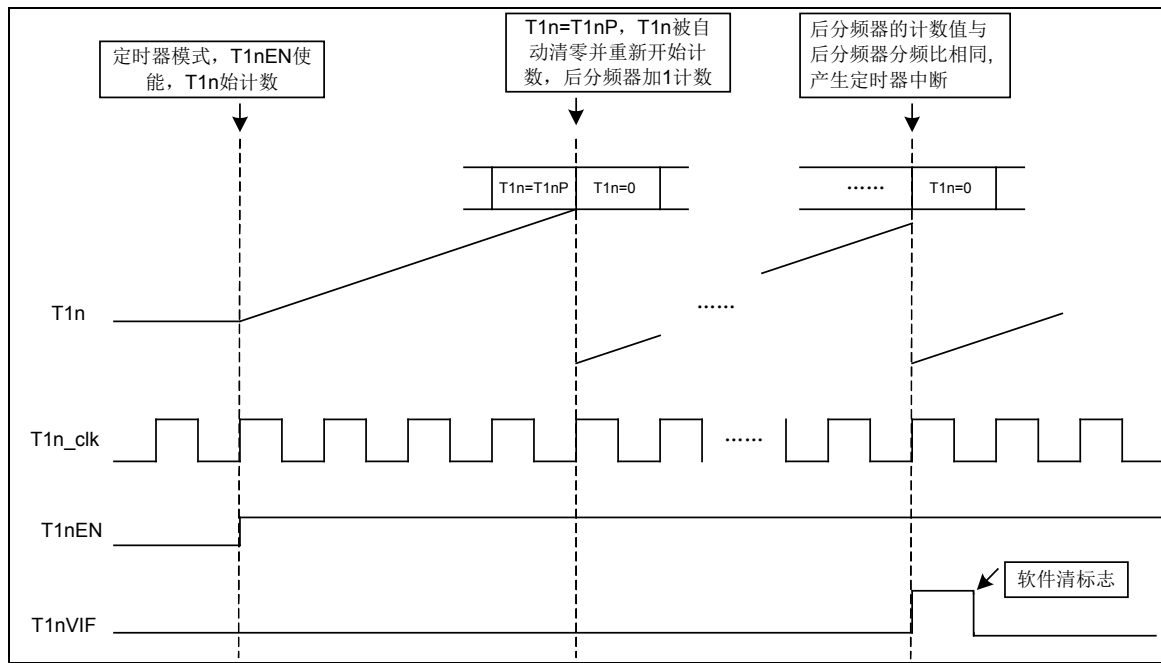 定时器模式，T1nEN使
能，T1n始计数
T1n=T1nP，T1n被自
动清零并重新开始计
数，后分频器加1计数
后分频器的计数值与
后分频器分频比相同,
产生定时器中断
T1n=T1nP
T1n=0
……
T1n=0
T1n
……
T1n_clk
……
T1nEN
软件清标志
T1nVIF